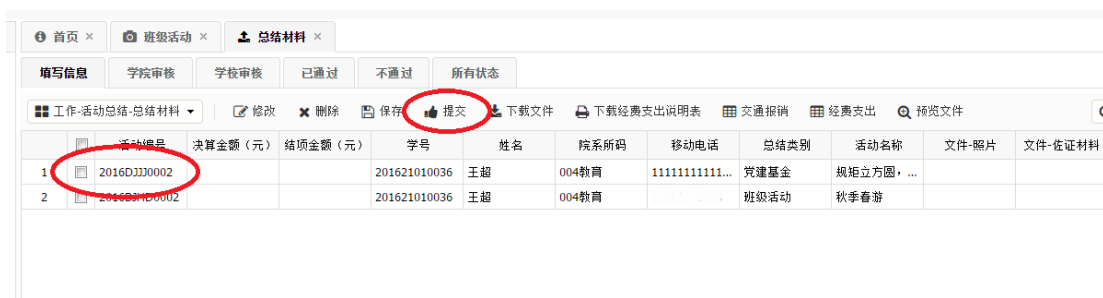 首页 × 班级活动 × 总结材料 ×
填写信息 学院审核 学校审核 已通过 不通过 所有状态
工作-活动总结-总结材料 修改 删除 保存 提交 下载文件 下载经费支出说明表 交通报销 经费支出 预览文件
活动编号 决算金额（元） 结项金额（元） 学号 姓名 院系所码 移动电话 总结类别 活动名称 文件-照片 文件-佐证材料
1 2016DJJJ0002 201621010036 王超 004教育 11111111111... 党建基金 规矩立方圆，...
2 201621010036 王超 004教育 班级活动 秋季春游